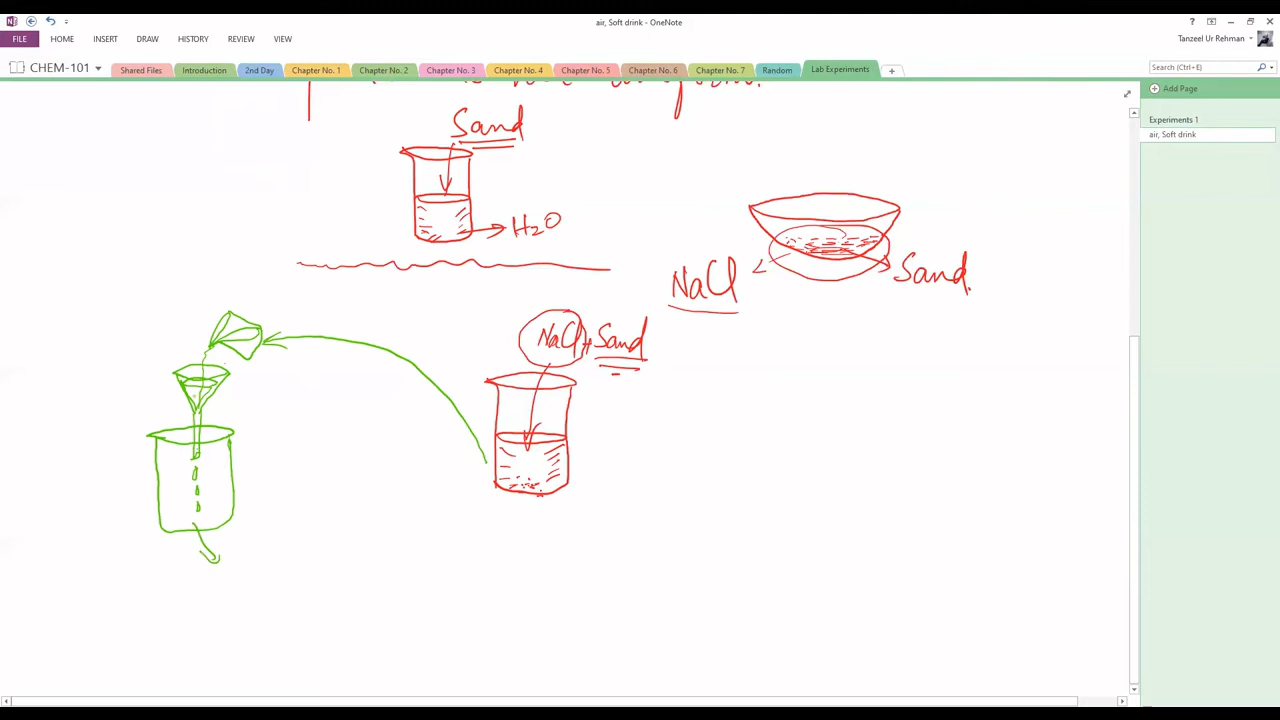 air, Soft drink - OneNote
FILE HOME INSERT DRAW HISTORY REVIEW VIEW
Tanzeel Ur Rehman
CHEM-101
Shared Files Introduction 2nd Day Chapter No. 1 Chapter No. 2 Chapter No. 3 Chapter No. 4 Chapter No. 5 Chapter No. 6 Chapter No. 7 Random Lab Experiments
Search (Ctrl+E)
Add Page
Experiments 1
air, Soft drink
Sand
H2O
NaCl
Sand.
NaCl + Sand